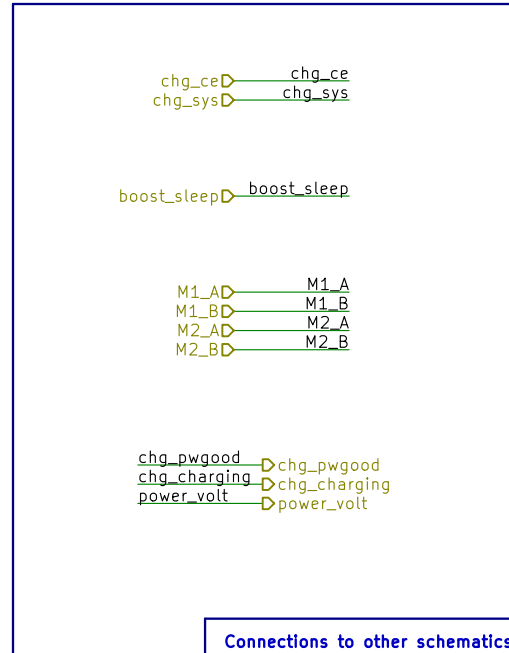 chg_ce chg_ce
chg_sys chg_sys
boost_sleep boost_sleep
M1_A M1_A
M1_B M1_B
M2_A M2_A
M2_B M2_B
chg_pwgood chg_pwgood
chg_charging chg_charging
power_volt power_volt
Connections to other schematics